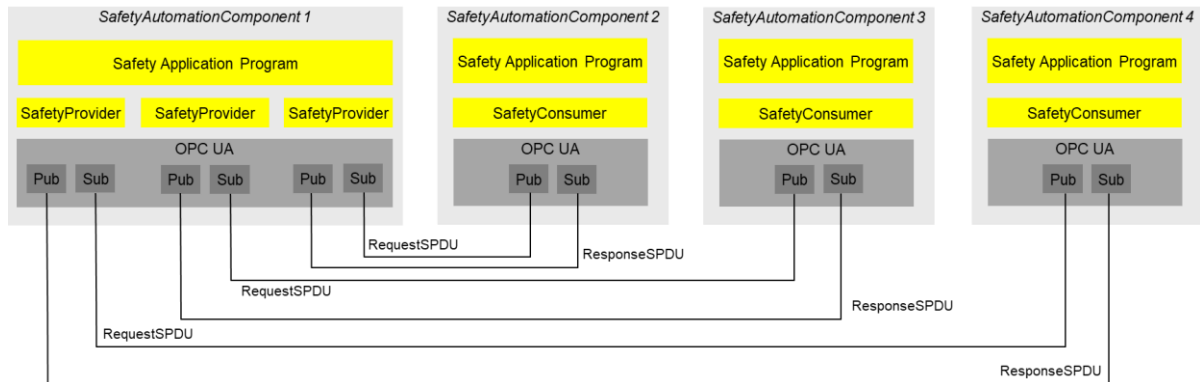 SafetyAutomationComponent 1
SafetyAutomationComponent 2
SafetyAutomationComponent 3
SafetyAutomationComponent 4
Safety Application Program
Safety Application Program
Safety Application Program
Safety Application Program
SafetyProvider
SafetyProvider
SafetyProvider
SafetyConsumer
SafetyConsumer
SafetyConsumer
OPC UA
OPC UA
OPC UA
OPC UA
Pub
Sub
Pub
Sub
Pub
Sub
Pub
Sub
Pub
Sub
Pub
Sub
RequestSPDU
ResponseSPDU
RequestSPDU
ResponseSPDU
RequestSPDU
ResponseSPDU